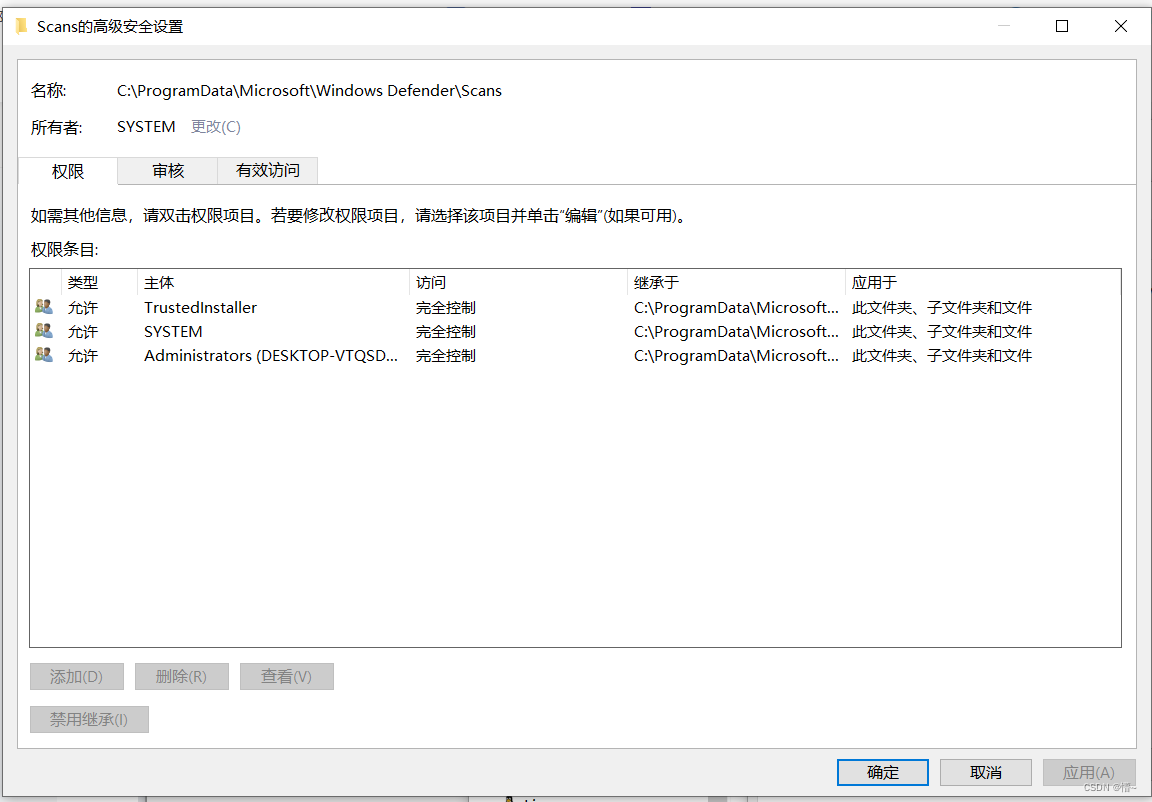 Scans的高级安全设置
名称: C:\ProgramData\Microsoft\Windows Defender\Scans
所有者: SYSTEM 更改(C)
权限 审核 有效访问
如需其他信息，请双击权限项目。若要修改权限项目，请选择该项目并单击“编辑”(如果可用)。
权限条目:
类型 主体 访问 继承于 应用于
允许 TrustedInstaller 完全控制 C:\ProgramData\Microsoft... 此文件夹、子文件夹和文件
允许 SYSTEM 完全控制 C:\ProgramData\Microsoft... 此文件夹、子文件夹和文件
允许 Administrators (DESKTOP-VTQSD... 完全控制 C:\ProgramData\Microsoft... 此文件夹、子文件夹和文件
添加(D) 删除(R) 查看(V)
禁用继承(I)
确定 取消 应用(A)
CSDN